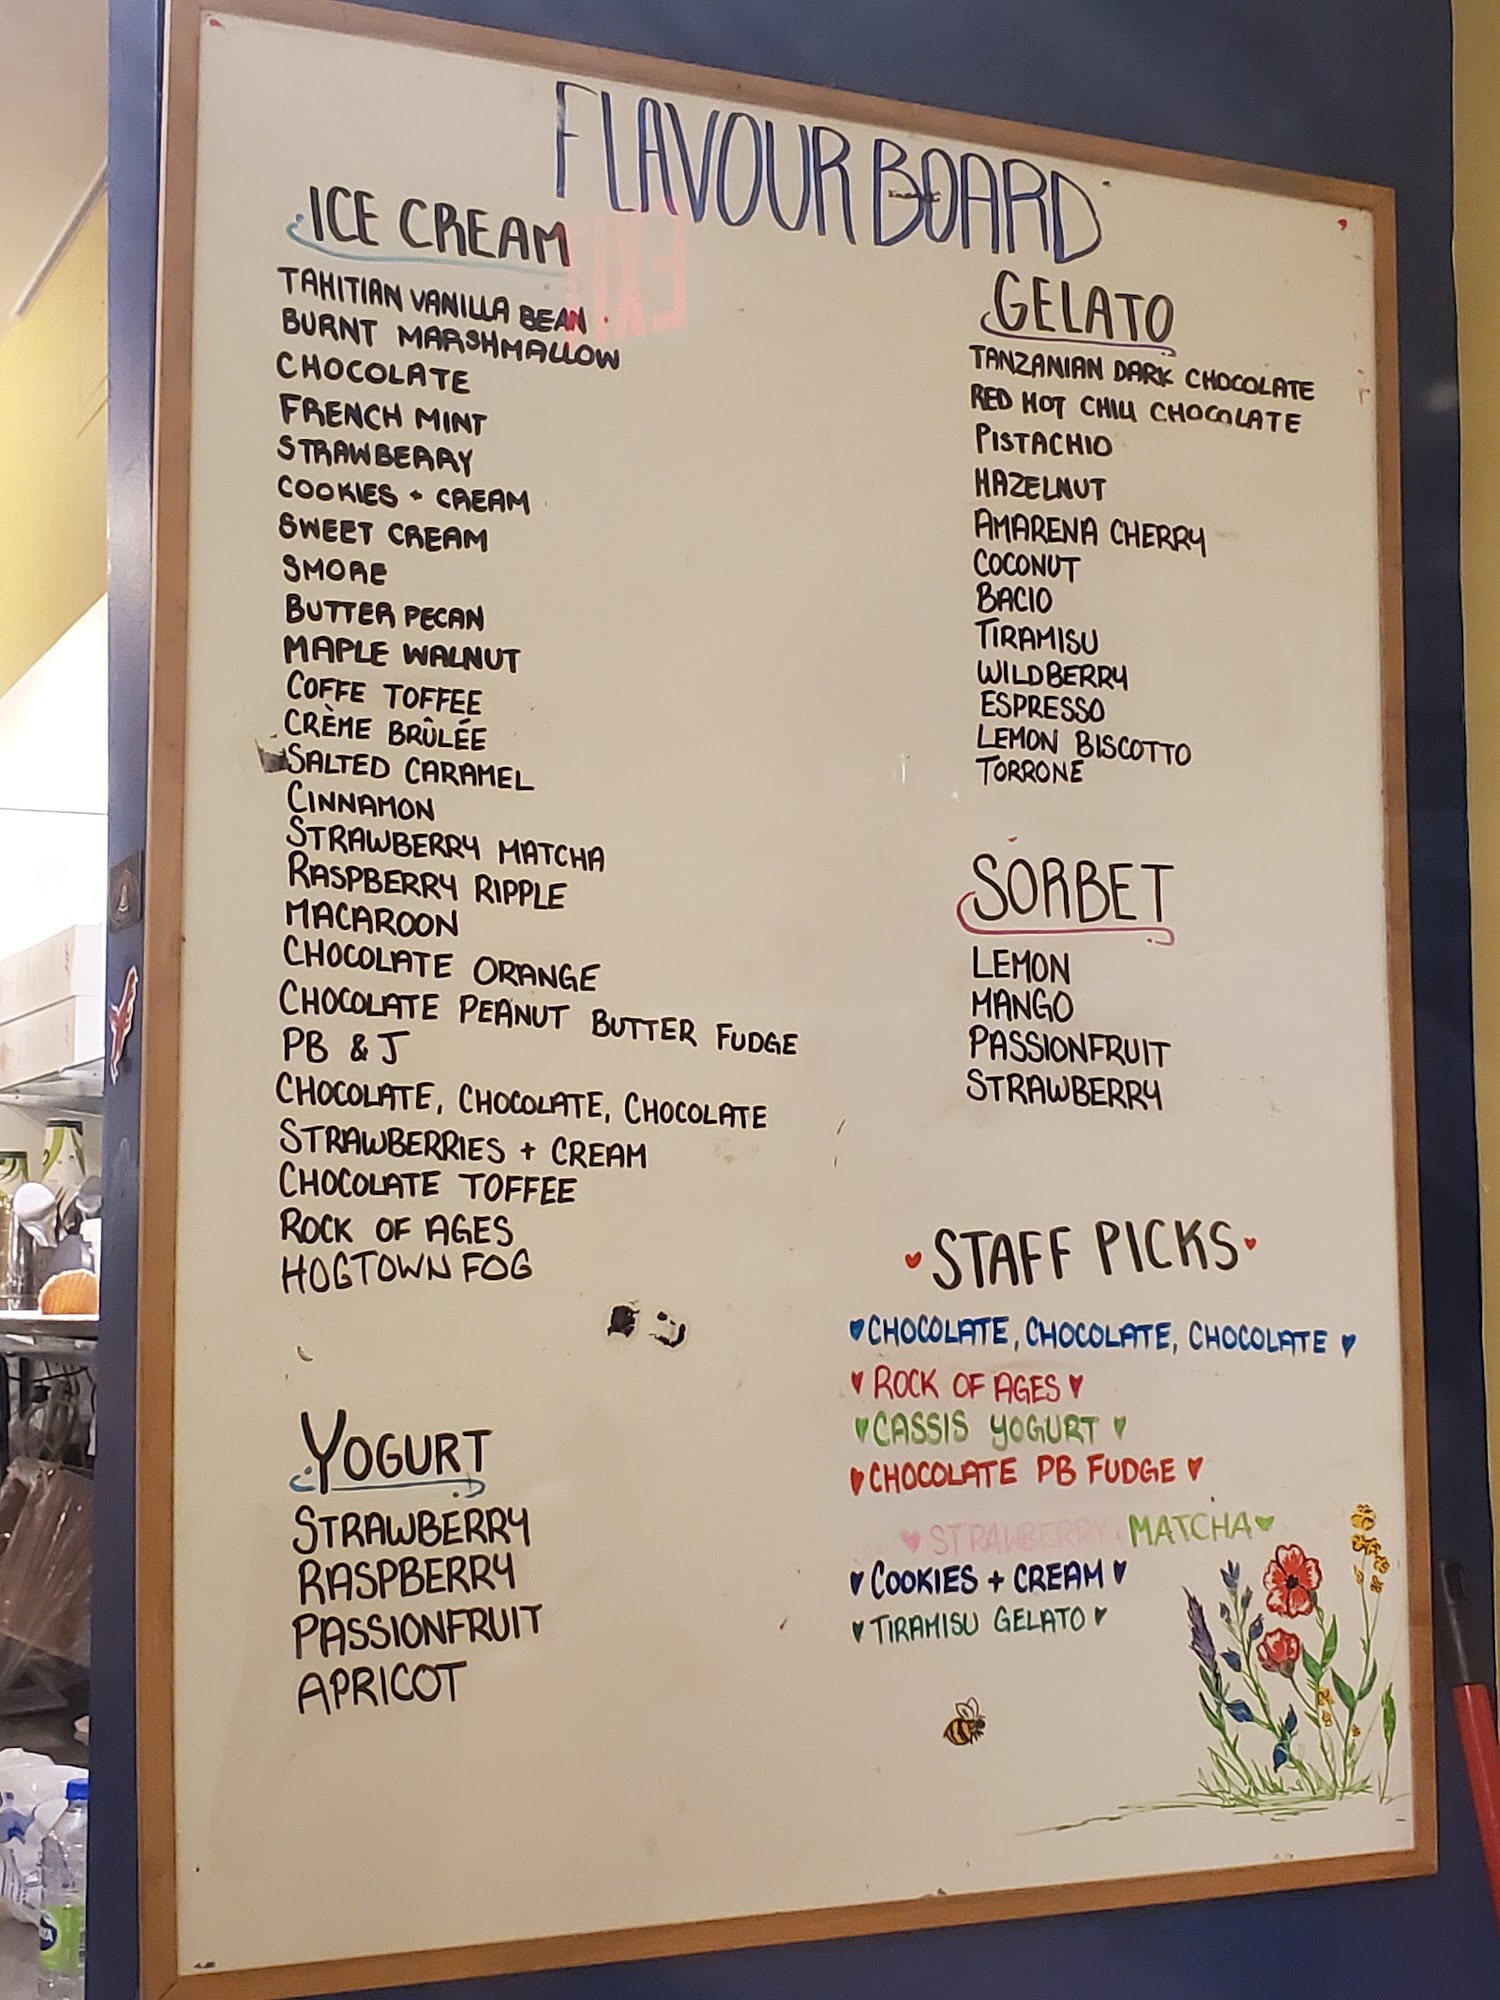 FLAVOUR BOARD
ICE CREAM
TAHITIAN VANILLA BEAN
BURNT MARSHMALLOW
CHOCOLATE
FRENCH MINT
STRAWBERRY
COOKIES + CREAM
SWEET CREAM
SMORE
BUTTER PECAN
MAPLE WALNUT
COFFE TOFFEE
CRÈME BRÛLÉE
SALTED CARAMEL
CINNAMON
STRAWBERRY MATCHA
RASPBERRY RIPPLE
MACAROON
CHOCOLATE ORANGE
CHOCOLATE PEANUT BUTTER FUDGE
PB & J
CHOCOLATE, CHOCOLATE, CHOCOLATE
STRAWBERRIES + CREAM
CHOCOLATE TOFFEE
ROCK OF AGES
HOGTOWN FOG
YOGURT
STRAWBERRY
RASPBERRY
PASSIONFRUIT
APRICOT
GELATO
TANZANIAN DARK CHOCOLATE
RED HOT CHILI CHOCOLATE
PISTACHIO
HAZELNUT
AMARENA CHERRY
COCONUT
BACIO
TIRAMISU
WILDBERRY
ESPRESSO
LEMON BISCOTTO
TORRONE
SORBET
LEMON
MANGO
PASSIONFRUIT
STRAWBERRY
STAFF PICKS
CHOCOLATE, CHOCOLATE, CHOCOLATE
ROCK OF AGES
CASSIS YOGURT
CHOCOLATE PB FUDGE
STRAWBERRY MATCHA
COOKIES + CREAM
TIRAMISU GELATO
EXIT